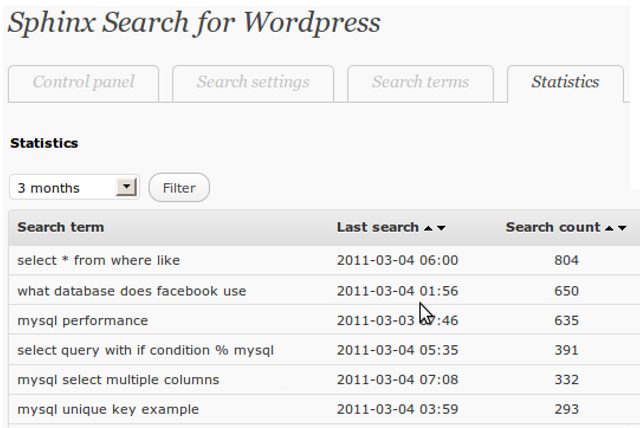 Sphinx Search for Wordpress
Control panel Search settings Search terms Statistics
Statistics
3 months Filter
Search term Last search Search count
select * from where like 2011-03-04 06:00 804
what database does facebook use 2011-03-04 01:56 650
mysql performance 2011-03-03 635
select query with if condition % mysql 2011-03-04 05:35 391
mysql select multiple columns 2011-03-04 07:08 332
mysql unique key example 2011-03-04 03:59 293